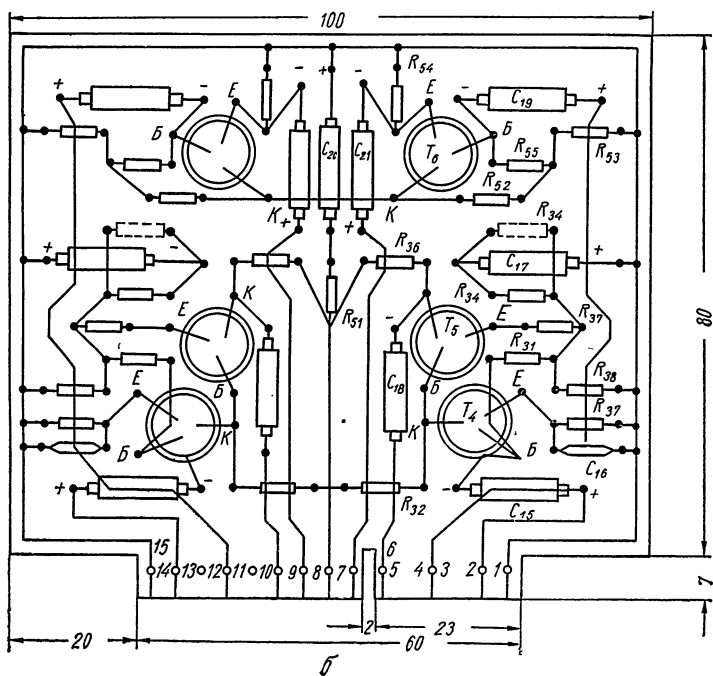 100
R54
+ - - + - - +
C19
E E
Б Б
C20 C21
T6
R55
R53
R52
К + К
+
R34
R36
+ - - +
C17
К К
R34
E E
R51
T5
R37
-
R31
Б C18 Б
R38
E E
R37
К К
T4
Б Б
C16
+ - - +
R32
C15
15 14 13 12 11 10 9 8 7 6 5 4 3 2 1
80
7
2 23
20 60
б